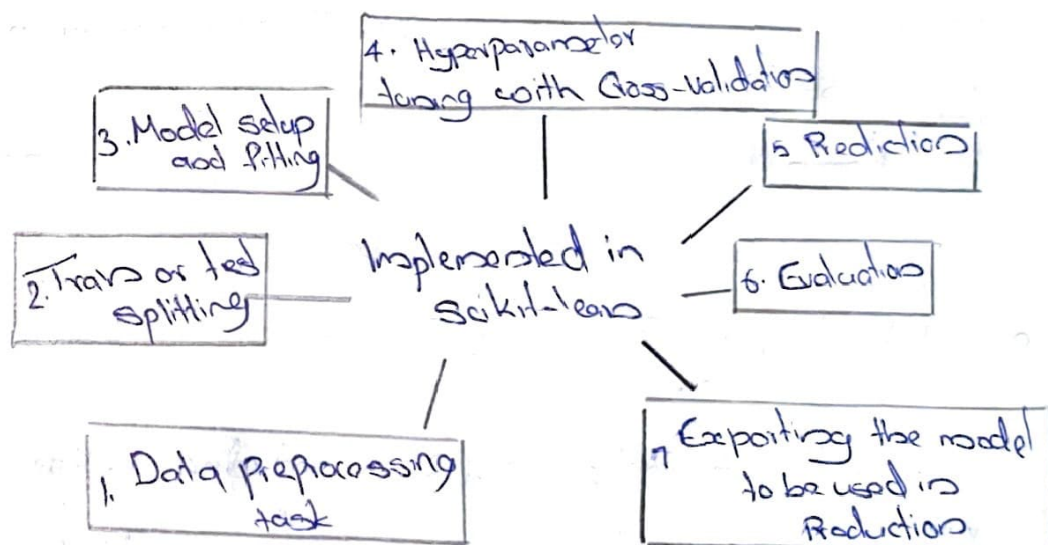 4. Hyperparameter
tuning with Cross-validation
3. Model setup
and fitting
5 Prediction
2. Train or test
splitting
Implemented in
scikit-learn
6. Evaluation
1. Data preprocessing
task
7 Exporting the model
to be used in
Production